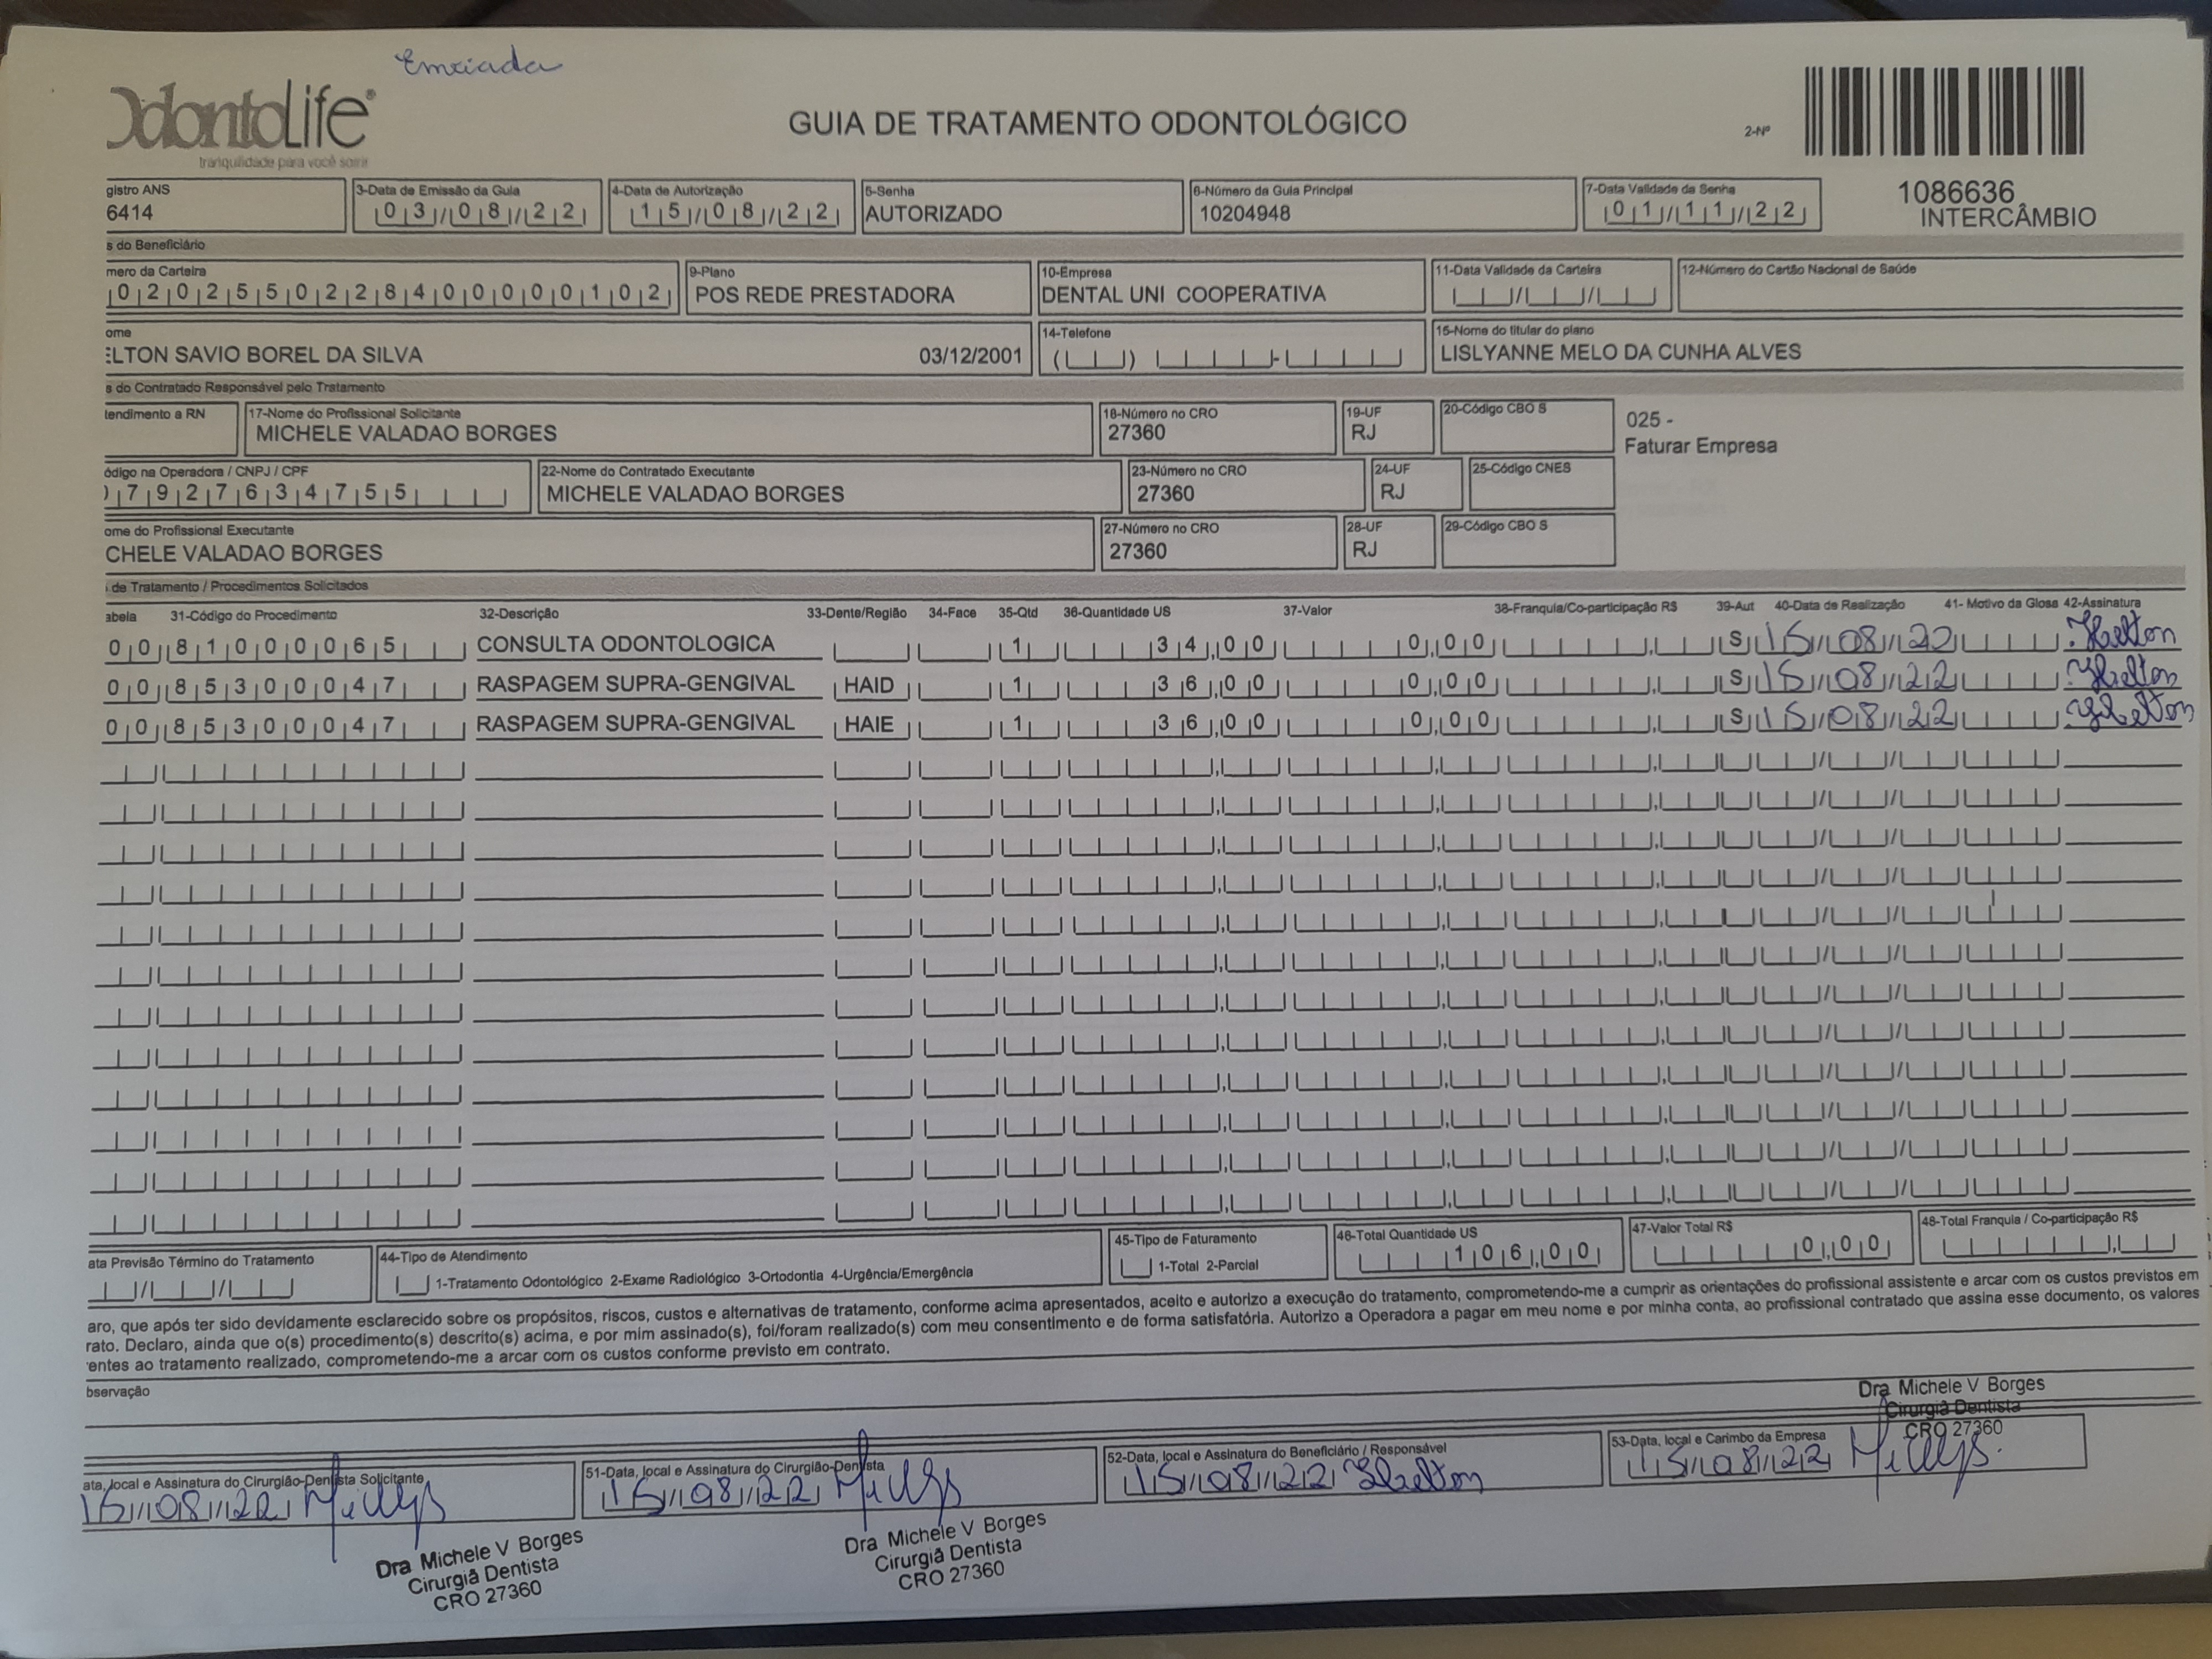 Enviada
OdontoLife®
tranquilidade para você sorrir
GUIA DE TRATAMENTO ODONTOLÓGICO
2-Nº
1086636
INTERCÂMBIO
gistro ANS
6414
3-Data de Emissão da Guia
03/08/22
4-Data de Autorização
15/08/22
5-Senha
AUTORIZADO
6-Número da Guia Principal
10204948
7-Data Validade da Senha
01/11/22
s do Beneficiário
mero da Carteira
02025502284000000102
9-Plano
POS REDE PRESTADORA
10-Empresa
DENTAL UNI COOPERATIVA
11-Data Validade da Carteira
12-Número do Cartão Nacional de Saúde
ome
ELTON SAVIO BOREL DA SILVA 03/12/2001
14-Telefone
15-Nome do titular do plano
LISLYANNE MELO DA CUNHA ALVES
s do Contratado Responsável pelo Tratamento
tendimento a RN
17-Nome do Profissional Solicitante
MICHELE VALADAO BORGES
18-Número no CRO
27360
19-UF
RJ
20-Código CBO S
025 -
Faturar Empresa
ódigo na Operadora / CNPJ / CPF
07927634755
22-Nome do Contratado Executante
MICHELE VALADAO BORGES
23-Número no CRO
27360
24-UF
RJ
25-Código CNES
ome do Profissional Executante
CHELE VALADAO BORGES
27-Número no CRO
27360
28-UF
RJ
29-Código CBO S
de Tratamento / Procedimentos Solicitados
abela 31-Código do Procedimento 32-Descrição 33-Dente/Região 34-Face 35-Qtd 36-Quantidade US 37-Valor 38-Franquia/Co-participação R$ 39-Aut 40-Data de Realização 41- Motivo da Glosa 42-Assinatura
00 81000065 CONSULTA ODONTOLOGICA 1 34,00 0,00 S 15/08/22 Helton
00 85300047 RASPAGEM SUPRA-GENGIVAL HAID 1 36,00 0,00 S 15/08/22 Helton
00 85300047 RASPAGEM SUPRA-GENGIVAL HAIE 1 36,00 0,00 S 15/08/22 Helton
ata Previsão Término do Tratamento
44-Tipo de Atendimento
1-Tratamento Odontológico 2-Exame Radiológico 3-Ortodontia 4-Urgência/Emergência
45-Tipo de Faturamento
1-Total 2-Parcial
46-Total Quantidade US
106,00
47-Valor Total R$
0,00
48-Total Franquia / Co-participação R$
aro, que após ter sido devidamente esclarecido sobre os propósitos, riscos, custos e alternativas de tratamento, conforme acima apresentados, aceito e autorizo a execução do tratamento, comprometendo-me a cumprir as orientações do profissional assistente e arcar com os custos previstos em
rato. Declaro, ainda que o(s) procedimento(s) descrito(s) acima, e por mim assinado(s), foi/foram realizado(s) com meu consentimento e de forma satisfatória. Autorizo a Operadora a pagar em meu nome e por minha conta, ao profissional contratado que assina esse documento, os valores
entes ao tratamento realizado, comprometendo-me a arcar com os custos conforme previsto em contrato.
bservação
ata, local e Assinatura do Cirurgião-Dentista Solicitante
15/08/22
Dra Michele V Borges
Cirurgiã Dentista
CRO 27360
51-Data, local e Assinatura do Cirurgião-Dentista
15/08/22
Dra Michele V Borges
Cirurgiã Dentista
CRO 27360
52-Data, local e Assinatura do Beneficiário / Responsável
15/08/22 Helton
53-Data, local e Carimbo da Empresa
15/08/22
Dra Michele V Borges
Cirurgiã Dentista
CRO 27360